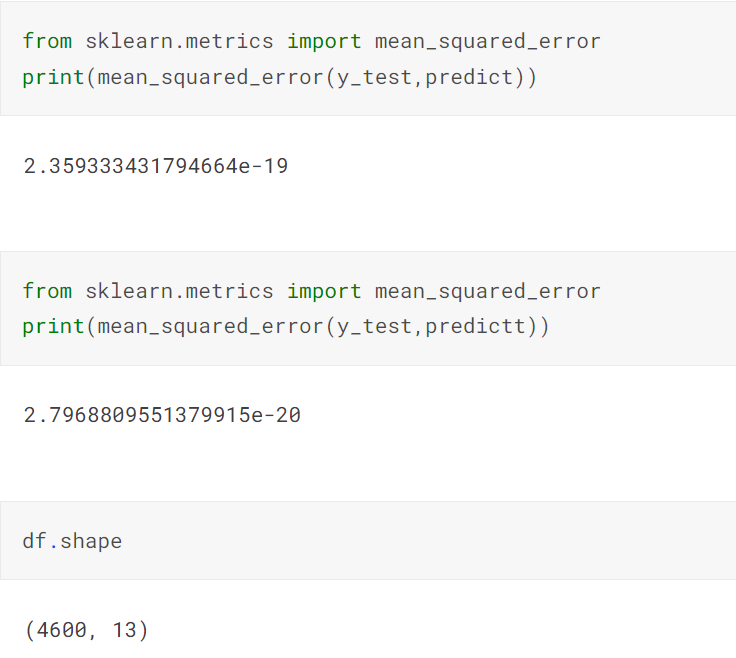 from sklearn.metrics import mean_squared_error
print(mean_squared_error(y_test,predict))
2.359333431794664e-19
from sklearn.metrics import mean_squared_error
print(mean_squared_error(y_test,predictt))
2.7968809551379915e-20
df.shape
(4600, 13)